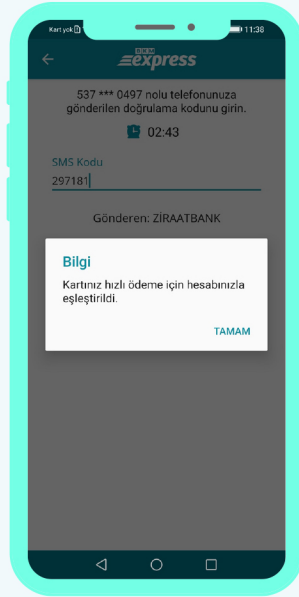 Kart yok
11:38
BKM
express
537 *** 0497 nolu telefonunuza
gönderilen doğrulama kodunu girin.
02:43
SMS Kodu
297181
Gönderen: ZİRAATBANK
Bilgi
Kartınız hızlı ödeme için hesabınızla
eşleştirildi.
TAMAM